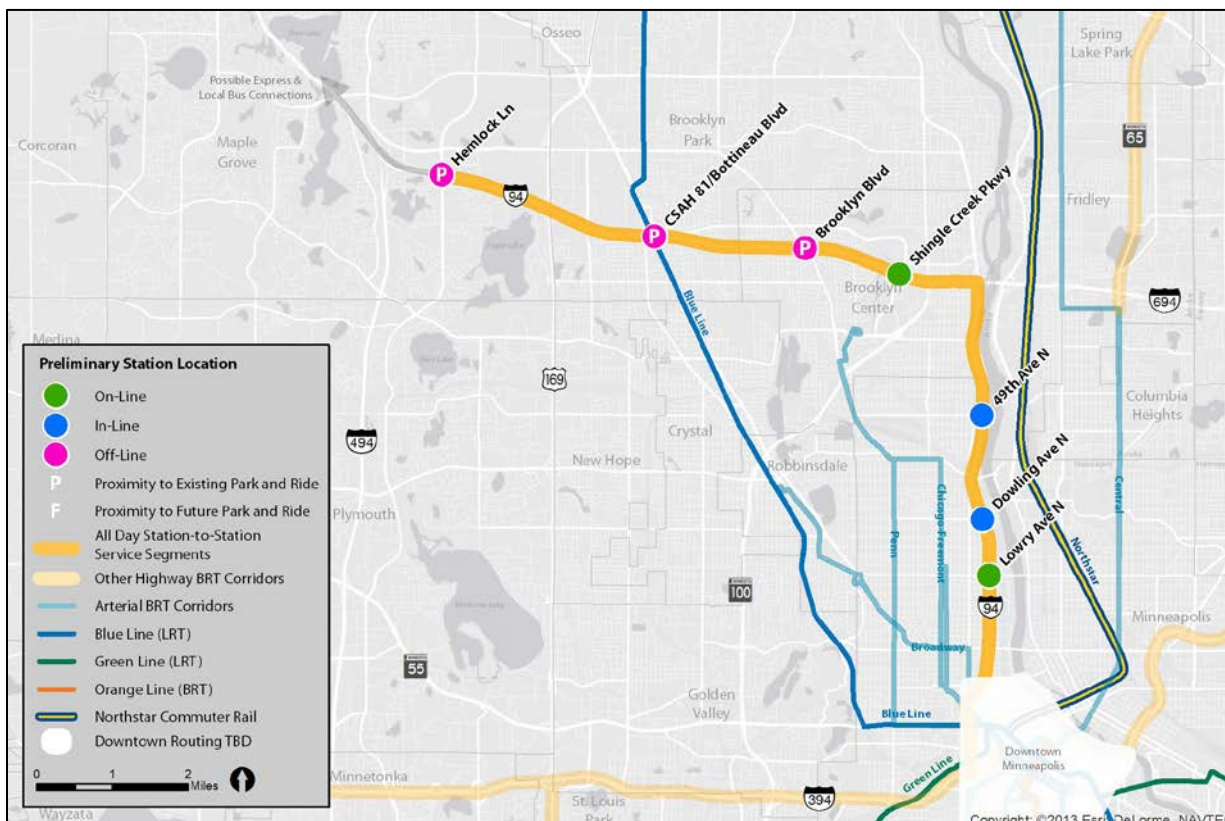 Osseo
Spring
Lake Park
Possible Express &
Local Bus Connections
Corcoran
Maple
Grove
Hemlock Ln
94
Brooklyn
Park
CSAH 81/Bottineau Blvd
Brooklyn Blvd
Shingle Creek Pkwy
65
Fridley
Brooklyn
Center
694
Blue Line
Medina
169
494
Crystal
New Hope
Robbinsdale
Plymouth
49th Ave N
Columbia
Heights
Dowling Ave N
Lowry Ave N
Penn
Chicago-Freemont
Central
Northstar
100
94
Minneapolis
Broadway
55
Golden
Valley
Blue Line
Downtown
Minneapolis
Green Line
Minnetonka
St. Louis
Park
394
Wayzata
Preliminary Station Location
On-Line
In-Line
Off-Line
P Proximity to Existing Park and Ride
F Proximity to Future Park and Ride
All Day Station-to-Station
Service Segments
Other Highway BRT Corridors
Arterial BRT Corridors
Blue Line (LRT)
Green Line (LRT)
Orange Line (BRT)
Northstar Commuter Rail
Downtown Routing TBD
0 1 2
Miles
P
P
P
Copyright: ©2013 Esri, DeLorme, NAVTE